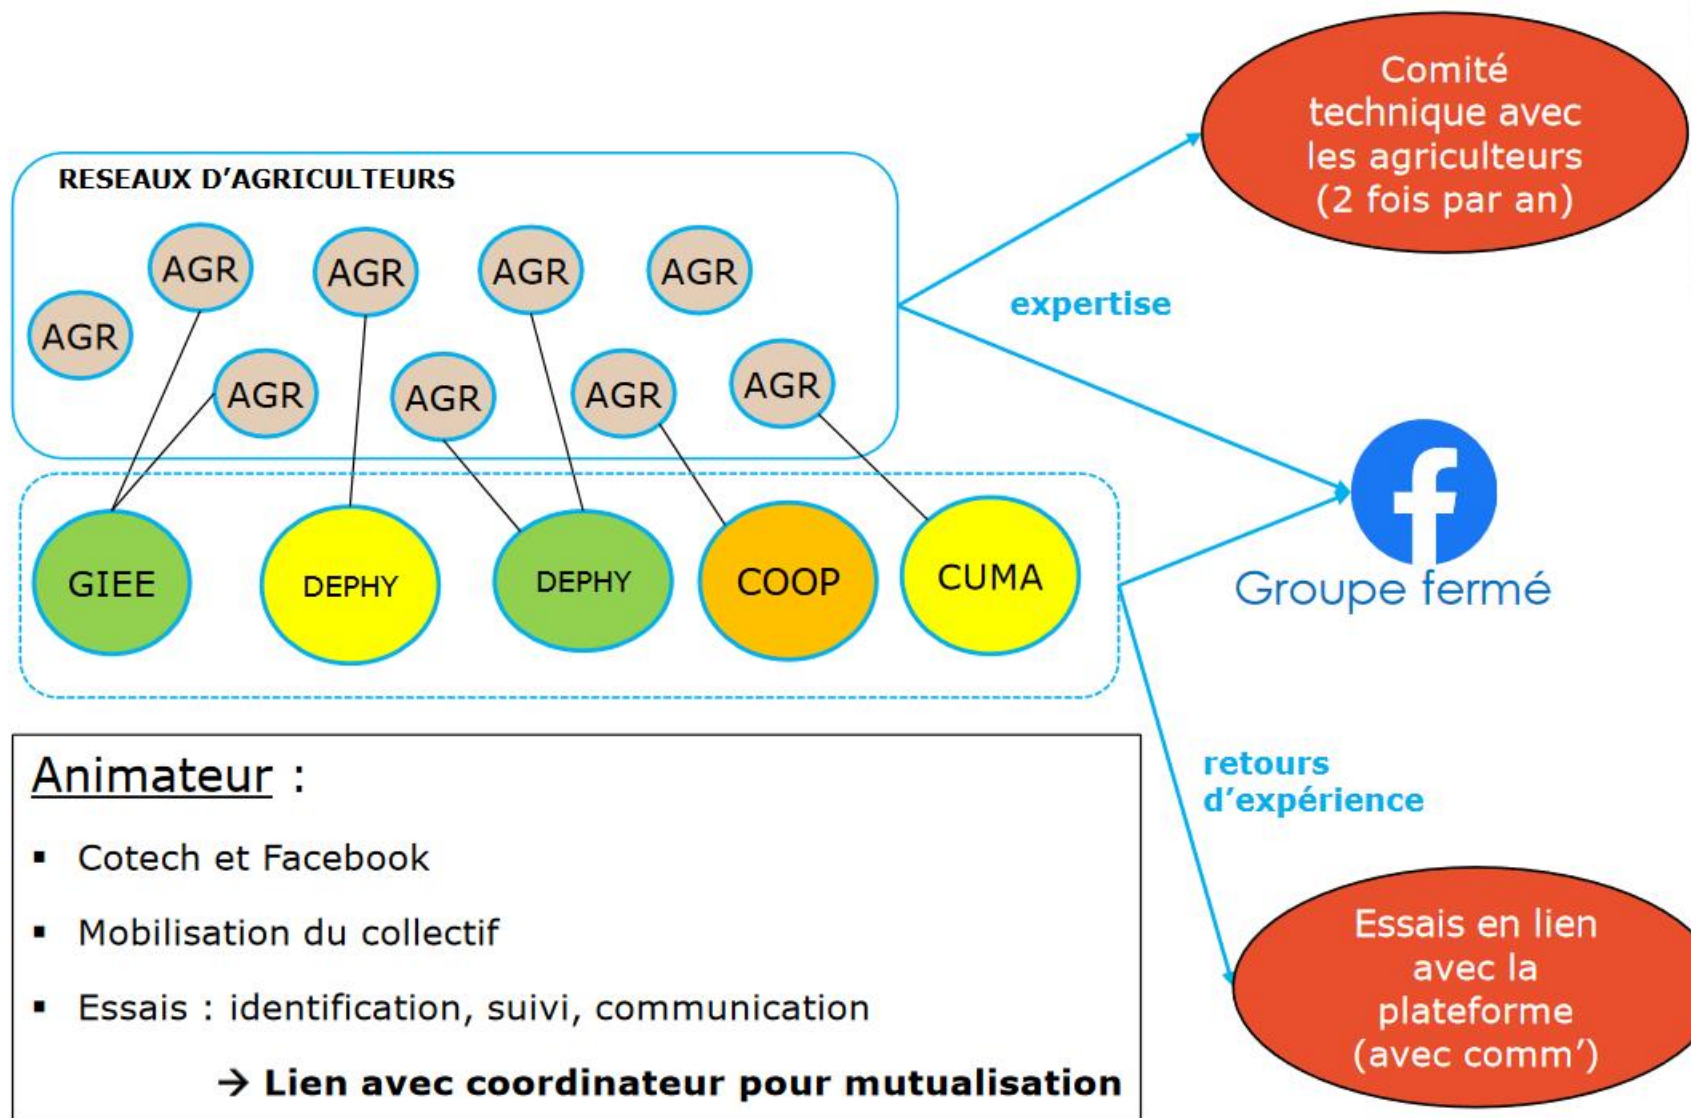 Comité
technique avec
les agriculteurs
(2 fois par an)
RESEAUX D'AGRICULTEURS
AGR
AGR
AGR
AGR
AGR
AGR
AGR
AGR
AGR
expertise
GIEE
DEPHY
DEPHY
COOP
CUMA
Groupe fermé
retours
d'expérience
Animateur :
▪ Cotech et Facebook
▪ Mobilisation du collectif
▪ Essais : identification, suivi, communication
→ Lien avec coordinateur pour mutualisation
Essais en lien
avec la
plateforme
(avec comm')